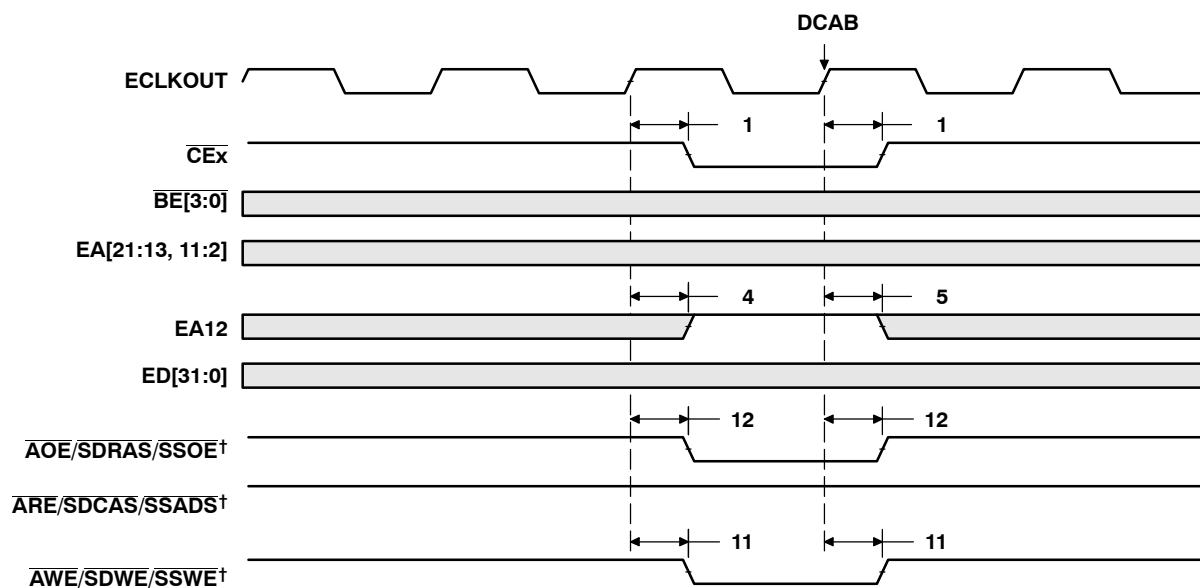 DCAB
ECLKOUT
1 1
CEx
BE[3:0]
EA[21:13, 11:2]
4 5
EA12
ED[31:0]
12 12
AOE/SDRAS/SSOE†
ARE/SDCAS/SSADS†
11 11
AWE/SDWE/SSWE†